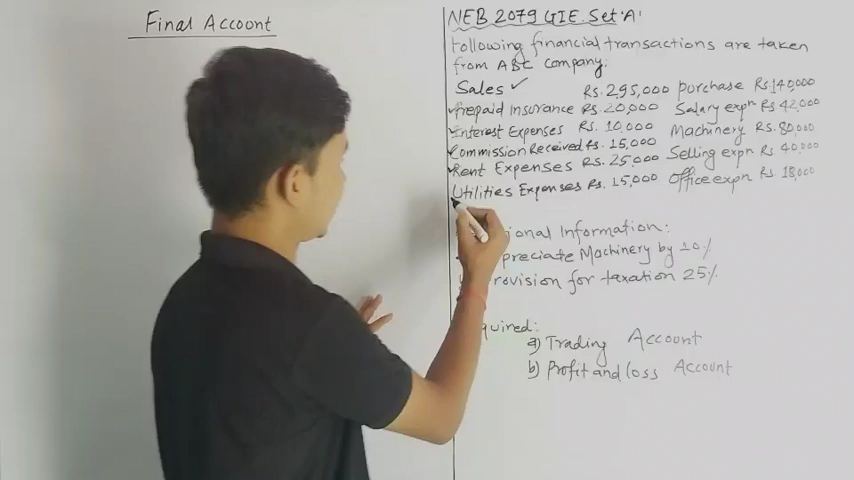 Final Account
NEB 2079 GIE Set 'A'
Following financial transactions are taken
from ABC company:
Sales ✓ Rs. 295,000 purchase Rs 140,000
✓ Prepaid Insurance Rs. 20,000 Salary expn Rs 42,000
✓ Interest Expenses Rs. 10,000 Machinery Rs. 80,000
✓ Commission Received Rs. 15,000 Selling expn Rs 40,000
✓ Rent Expenses Rs. 25,000 Office expn Rs 18,000
Utilities Expenses Rs. 15,000
ional Information:
preciate Machinery by 10%
rovision for taxation 25%
quired:
a) Trading Account
b) Profit and loss Account